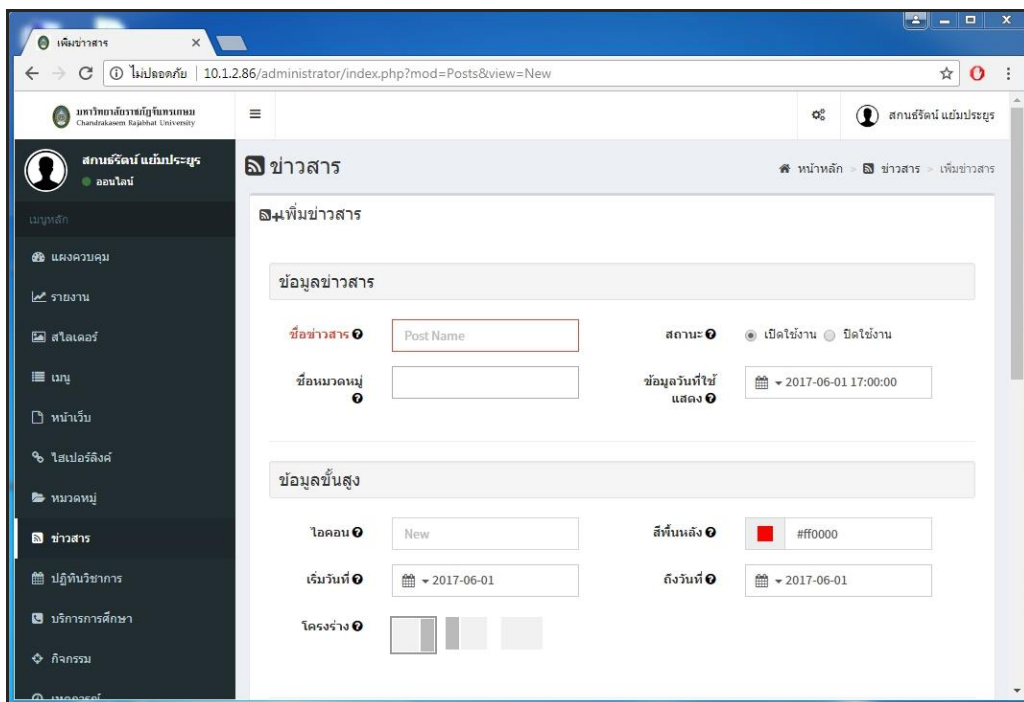 เพิ่มข่าวสาร
ไม่ปลอดภัย | 10.1.2.86/administrator/index.php?mod=Posts&view=New
มหาวิทยาลัยราชภัฏจันทรเกษม
Chandrakasem Rajabhat University
สกนธ์รัตน์ แย้มประยูร
สกนธ์รัตน์ แย้มประยูร
ออนไลน์
ข่าวสาร
หน้าหลัก > ข่าวสาร > เพิ่มข่าวสาร
เมนูหลัก
แผงควบคุม
รายงาน
สไลเดอร์
เมนู
หน้าเว็บ
ไฮเปอร์ลิงค์
หมวดหมู่
ข่าวสาร
ปฏิทินวิชาการ
บริการการศึกษา
กิจกรรม
เพิ่มข่าวสาร
ข้อมูลข่าวสาร
ชื่อข่าวสาร Post Name สถานะ เปิดใช้งาน ปิดใช้งาน
ชื่อหมวดหมู่ ข้อมูลวันที่ใช้ 2017-06-01 17:00:00
แสดง
ข้อมูลขั้นสูง
ไอคอน New สีพื้นหลัง #ff0000
เริ่มวันที่ 2017-06-01 ถึงวันที่ 2017-06-01
โครงร่าง